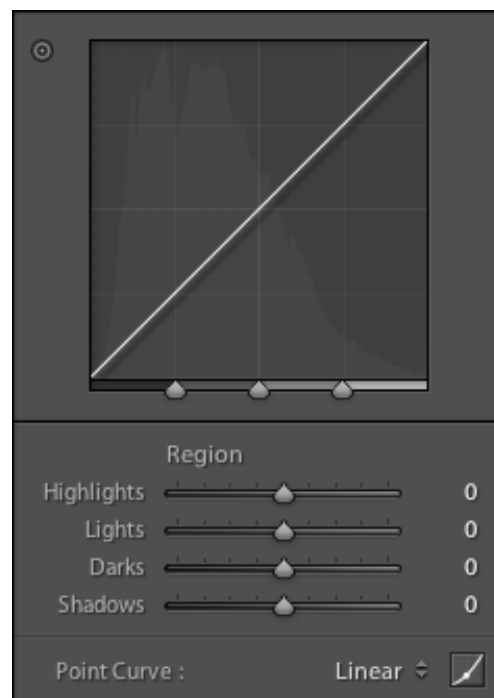 Region
Highlights 0
Lights 0
Darks 0
Shadows 0
Point Curve : Linear